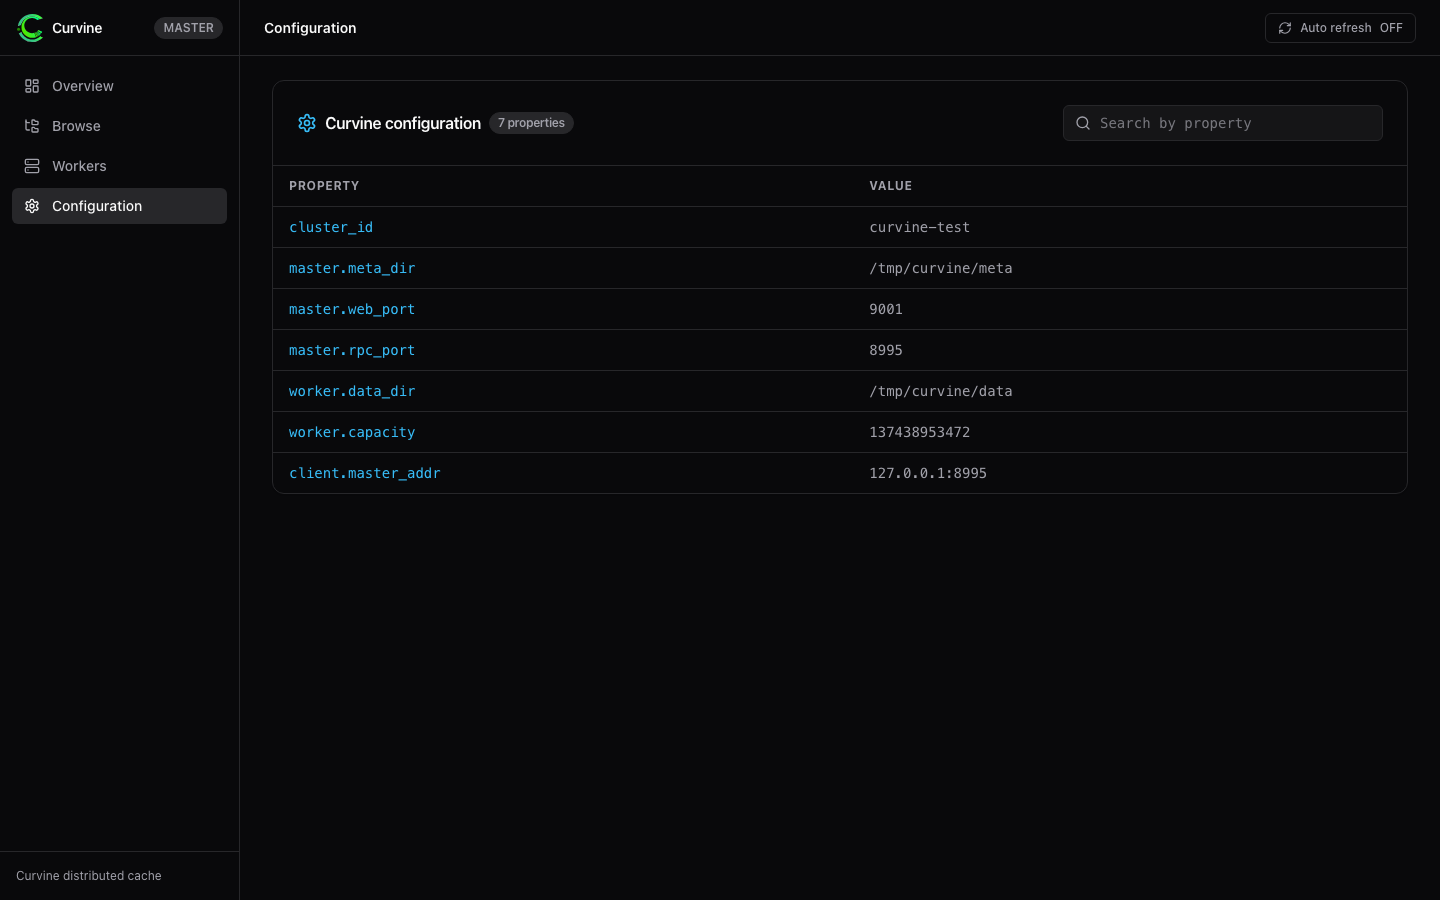 Curvine MASTER
Configuration
Auto refresh OFF
Overview
Browse
Workers
Configuration
Curvine configuration 7 properties
Search by property
PROPERTY VALUE
cluster_id curvine-test
master.meta_dir /tmp/curvine/meta
master.web_port 9001
master.rpc_port 8995
worker.data_dir /tmp/curvine/data
worker.capacity 137438953472
client.master_addr 127.0.0.1:8995
Curvine distributed cache